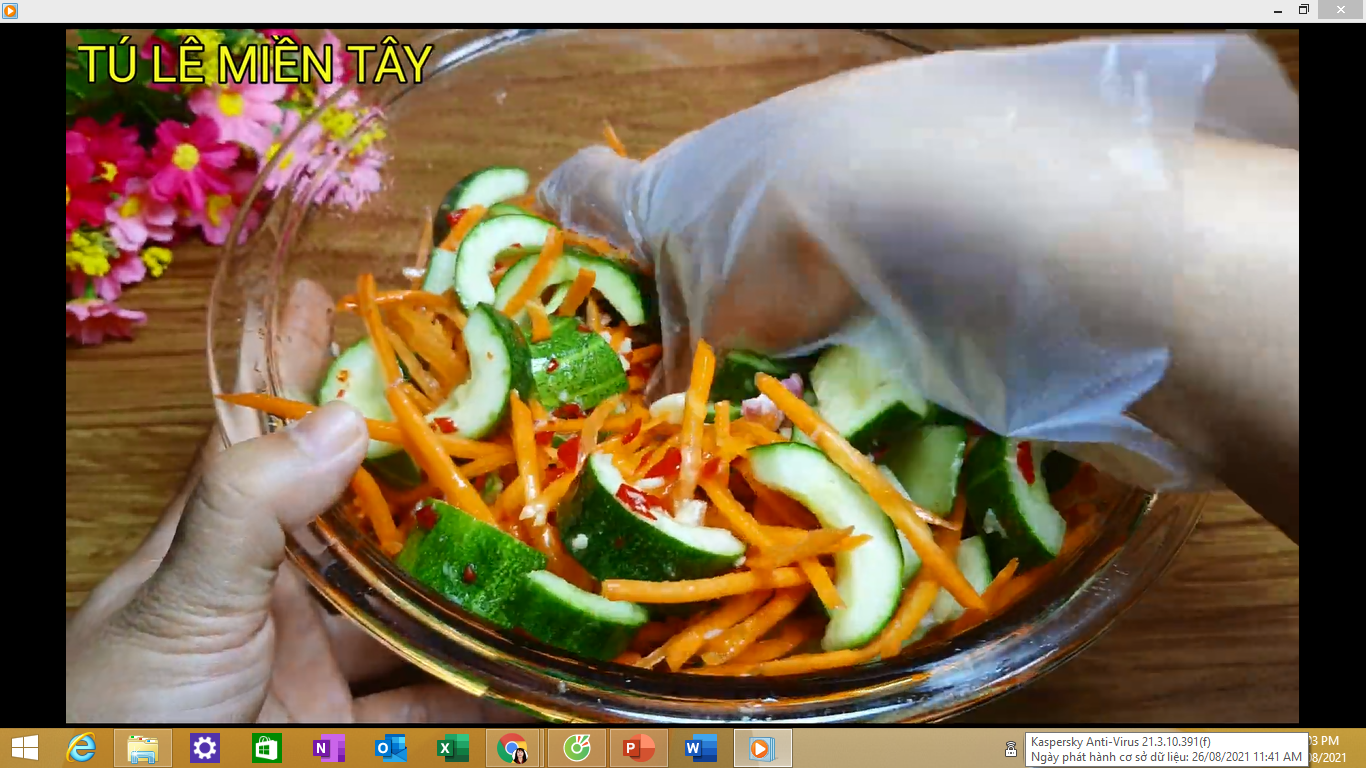 TÚ LÊ MIỀN TÂY
Kaspersky Anti-Virus 21.3.10.391(f)
Ngày phát hành cơ sở dữ liệu: 26/08/2021 11:41 AM